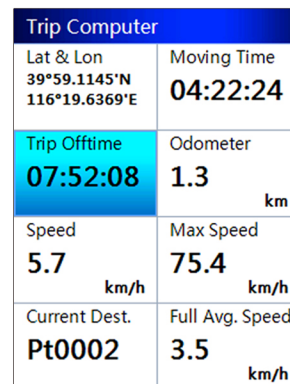 Trip Computer
Lat & Lon
39°59.1145'N
116°19.6369'E
Moving Time
04:22:24
Trip Offtime
07:52:08
Odometer
1.3
km
Speed
5.7
km/h
Max Speed
75.4
km/h
Current Dest.
Pt0002
Full Avg. Speed
3.5
km/h